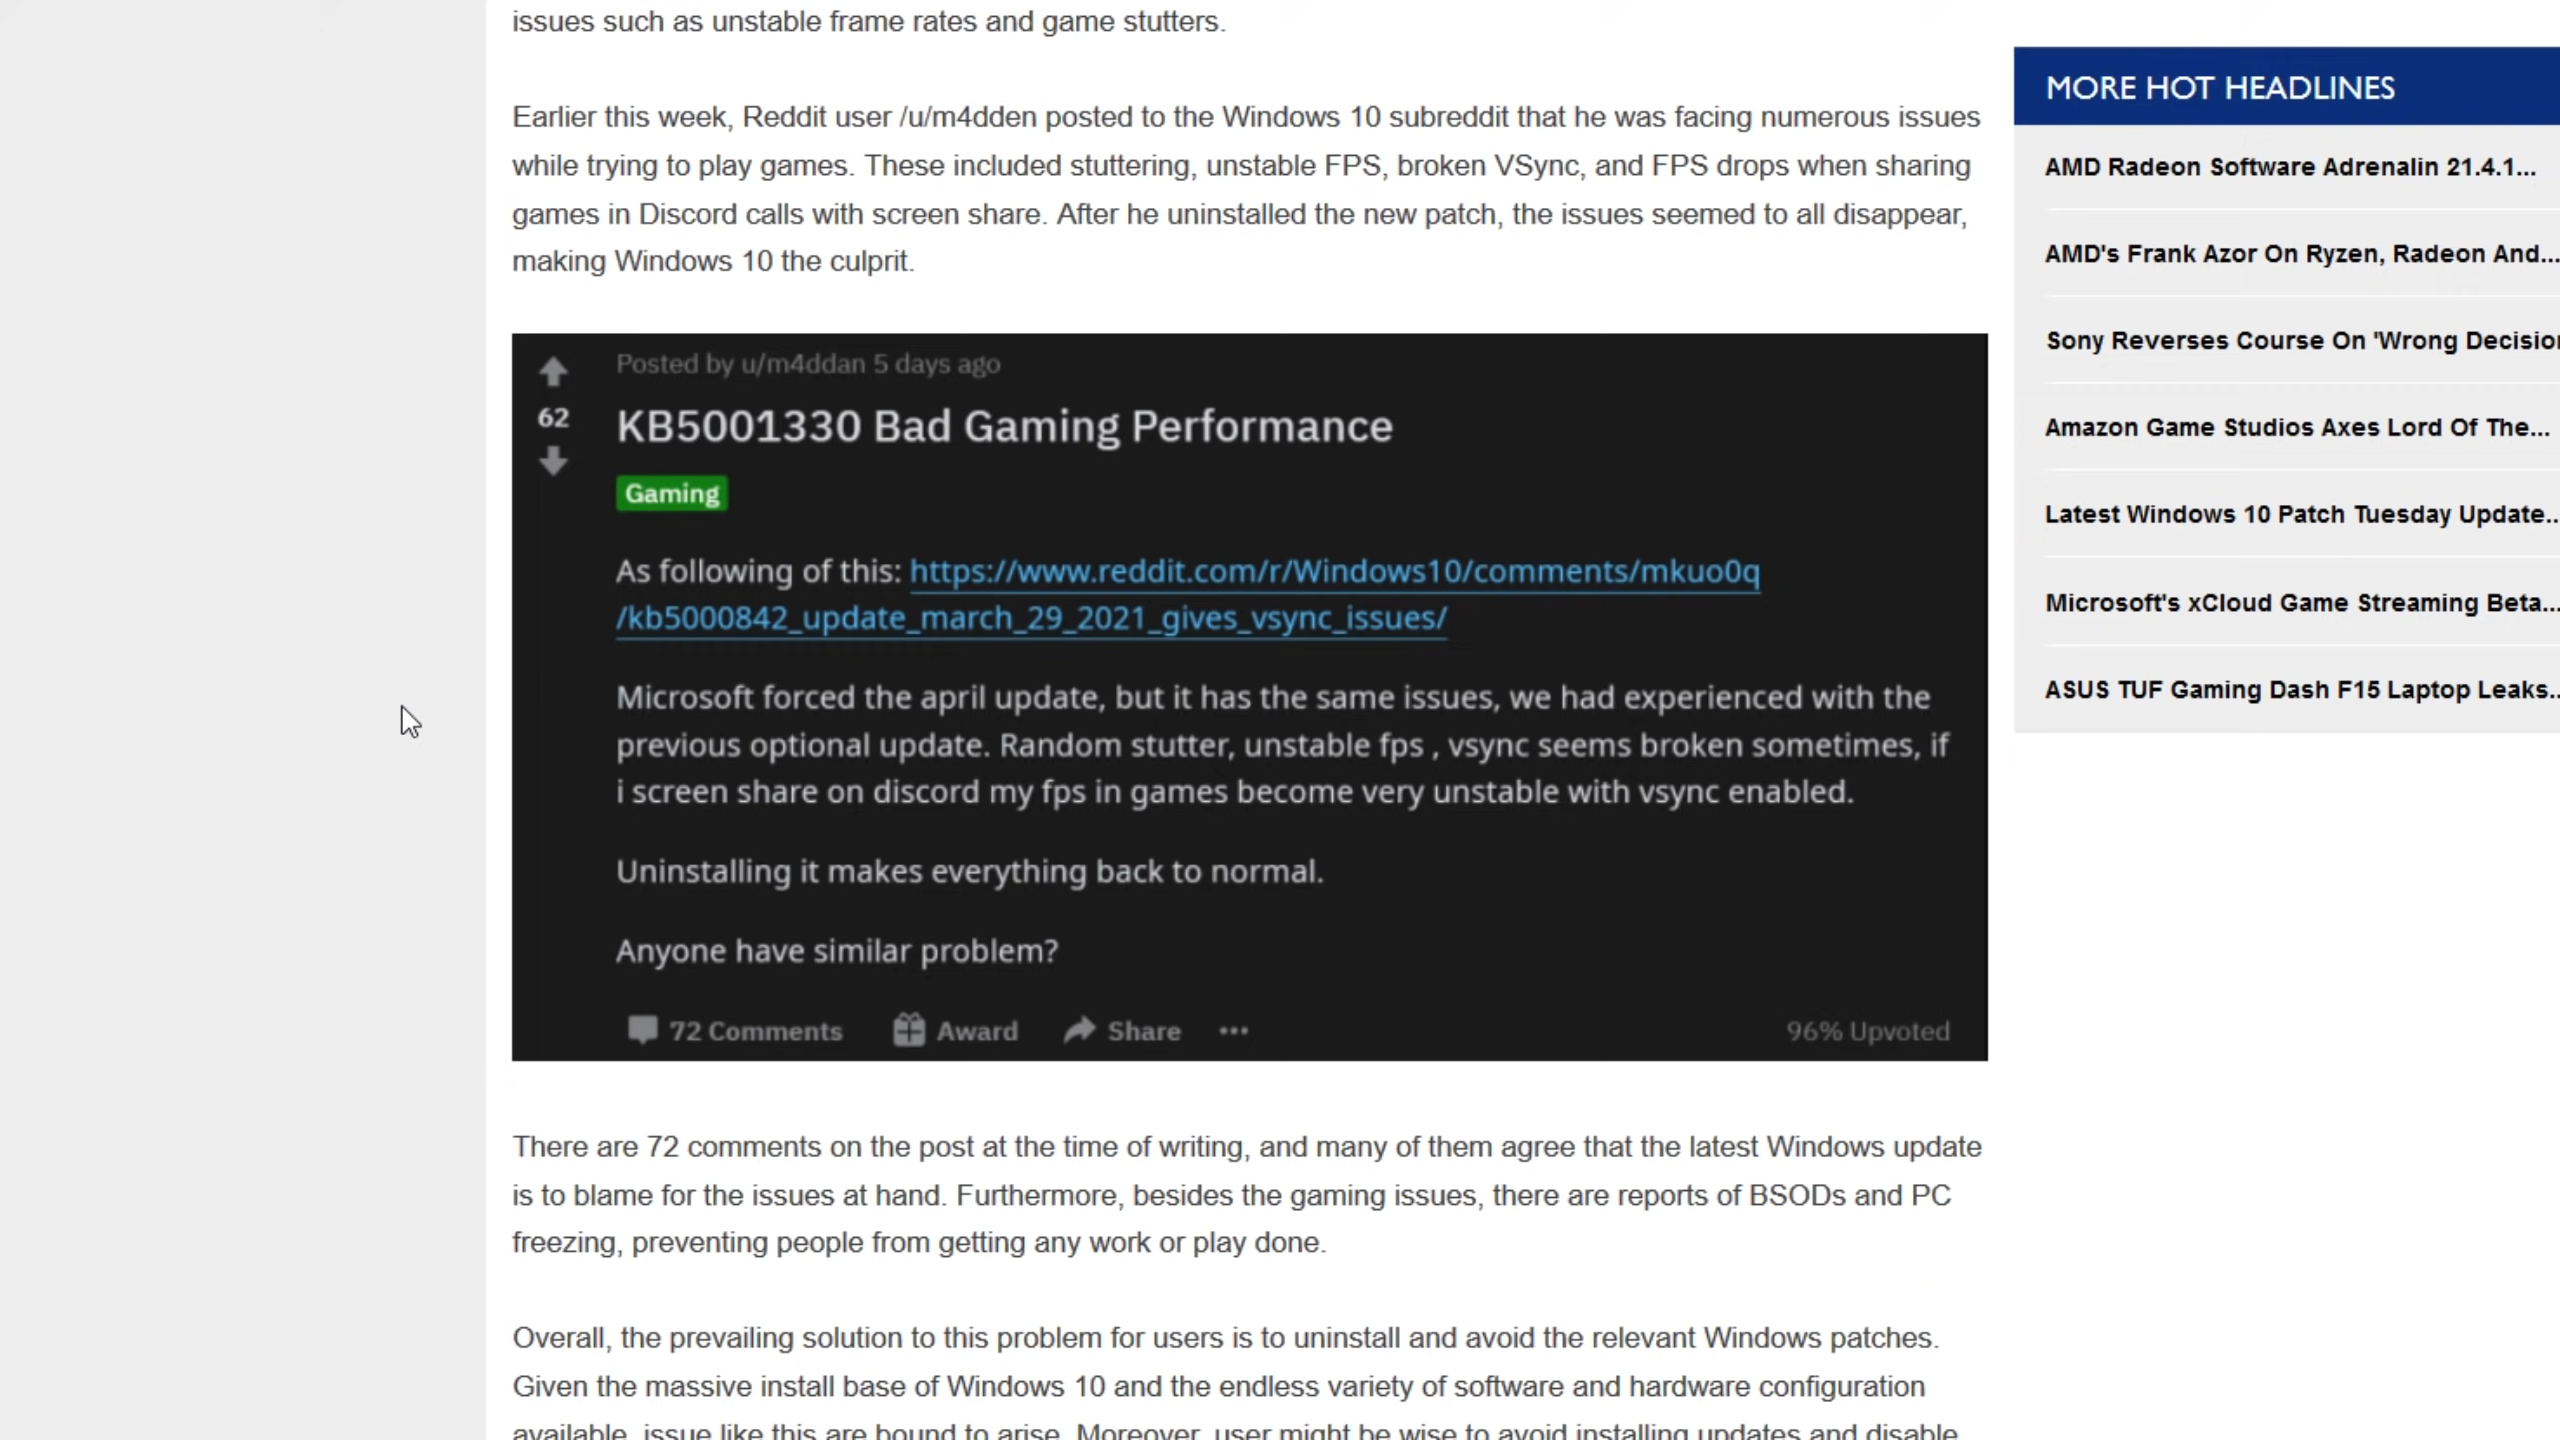 issues such as unstable frame rates and game stutters.
Earlier this week, Reddit user /u/m4dden posted to the Windows 10 subreddit that he was facing numerous issues
while trying to play games. These included stuttering, unstable FPS, broken VSync, and FPS drops when sharing
games in Discord calls with screen share. After he uninstalled the new patch, the issues seemed to all disappear,
making Windows 10 the culprit.
Posted by u/m4ddan 5 days ago
62
KB5001330 Bad Gaming Performance
Gaming
As following of this: https://www.reddit.com/r/Windows10/comments/mkuo0q
/kb5000842_update_march_29_2021_gives_vsync_issues/
Microsoft forced the april update, but it has the same issues, we had experienced with the
previous optional update. Random stutter, unstable fps , vsync seems broken sometimes, if
i screen share on discord my fps in games become very unstable with vsync enabled.
Uninstalling it makes everything back to normal.
Anyone have similar problem?
72 Comments Award Share ••• 96% Upvoted
There are 72 comments on the post at the time of writing, and many of them agree that the latest Windows update
is to blame for the issues at hand. Furthermore, besides the gaming issues, there are reports of BSODs and PC
freezing, preventing people from getting any work or play done.
Overall, the prevailing solution to this problem for users is to uninstall and avoid the relevant Windows patches.
Given the massive install base of Windows 10 and the endless variety of software and hardware configuration
available, issue like this are bound to arise. Moreover, user might be wise to avoid installing updates and disable
MORE HOT HEADLINES
AMD Radeon Software Adrenalin 21.4.1...
AMD's Frank Azor On Ryzen, Radeon And...
Sony Reverses Course On 'Wrong Decision
Amazon Game Studios Axes Lord Of The...
Latest Windows 10 Patch Tuesday Update..
Microsoft's xCloud Game Streaming Beta...
ASUS TUF Gaming Dash F15 Laptop Leaks..